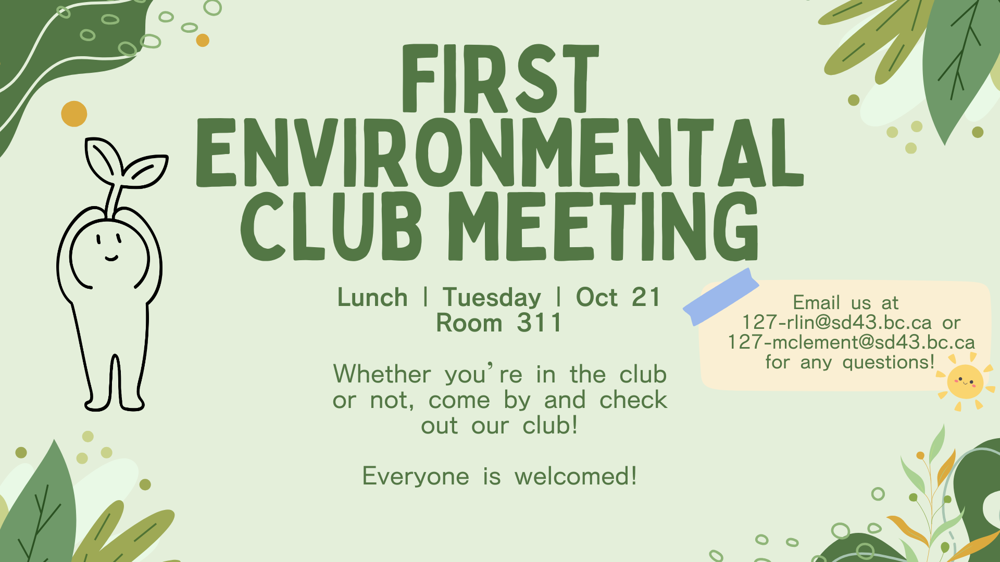 FIRST
ENVIRONMENTAL
CLUB MEETING
Lunch | Tuesday | Oct 21
Room 311
Whether you’re in the club
or not, come by and check
out our club!
Everyone is welcomed!
Email us at
127-rlin@sd43.bc.ca or
127-mclement@sd43.bc.ca
for any questions!